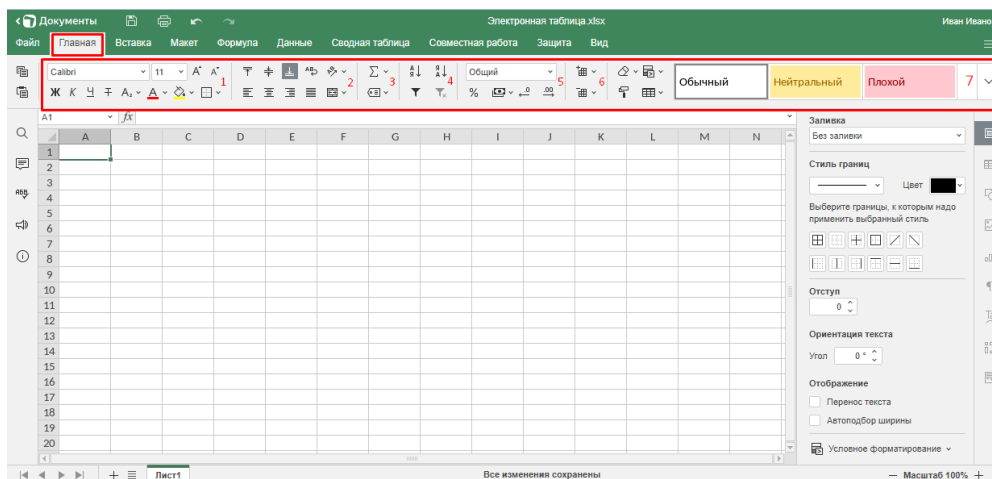 Документы Электронная таблица.xlsx Иван Ивано
Файл Главная Вставка Макет Формула Данные Сводная таблица Совместная работа Защита Вид
Calibri 11 A A 1 2 Σ 3 4 Общий 5 6 Обычный Нейтральный Плохой 7
Ж К Ч Т A A %
A1 fx
A B C D E F G H I J K L M N
1
2
3
4
5
6
7
8
9
10
11
12
13
14
15
16
17
18
19
20
Заливка
Без заливки
Стиль границ
Цвет
Выберите границы, к которым надо
применить выбранный стиль
Отступ
0
Ориентация текста
Угол 0 °
Отображение
Перенос текста
Автоподбор ширины
Условное форматирование
Лист1 Все изменения сохранены Масштаб 100%